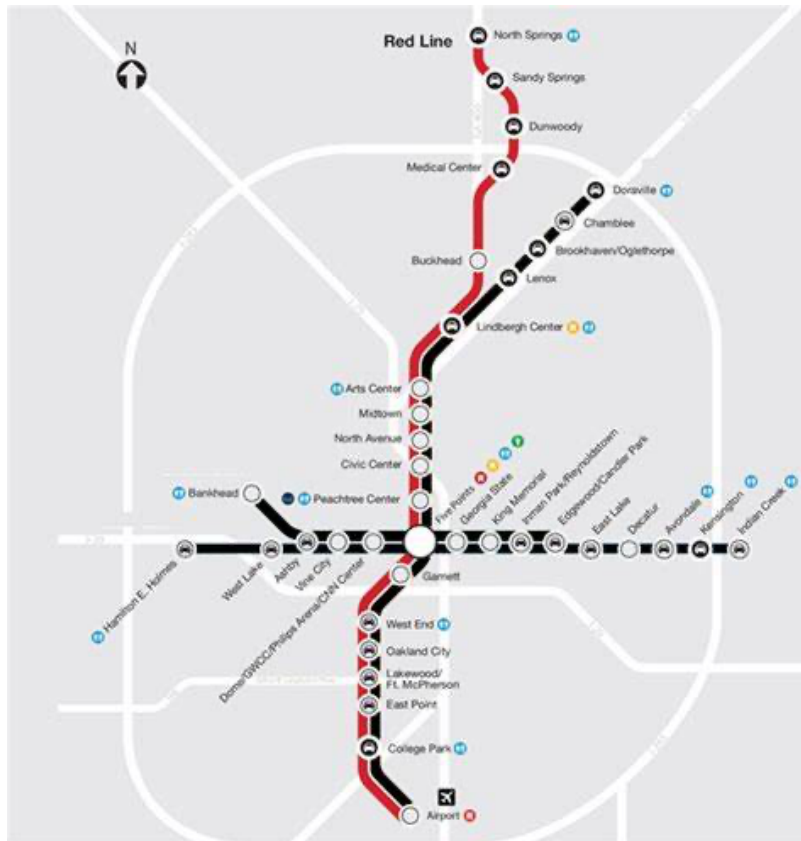 N
Red Line
North Springs
Sandy Springs
Dunwoody
Medical Center
Doraville
Chamblee
Brookhaven/Oglethorpe
Buckhead
Lenox
Lindbergh Center
Arts Center
Midtown
North Avenue
Civic Center
Peachtree Center
Bankhead
Five Points
Georgia State
King Memorial
Inman Park/Reynoldstown
Edgewood/Candler Park
East Lake
Decatur
Avondale
Kensington
Indian Creek
Hamilton E. Holmes
West Lake
Ashby
Vine City
Dome/GWCC/Philips Arena/CNN Center
Garnett
West End
Oakland City
Lakewood/
Ft. McPherson
East Point
College Park
Airport